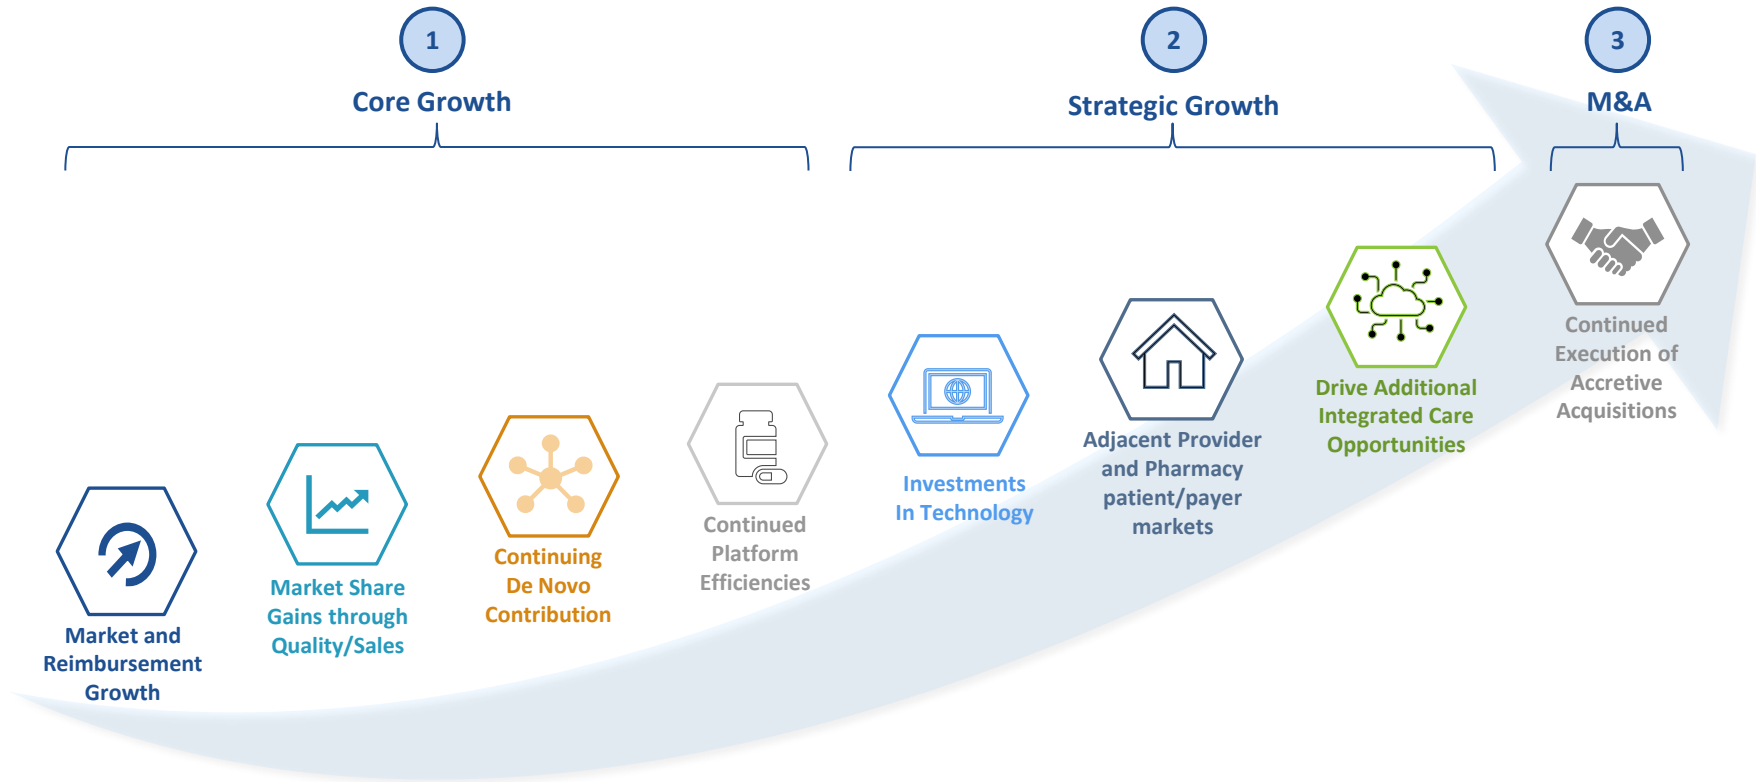 1
Core Growth
2
Strategic Growth
3
M&A
Market and
Reimbursement
Growth
Market Share
Gains through
Quality/Sales
Continuing
De Novo
Contribution
Continued
Platform
Efficiencies
Investments
In Technology
Adjacent Provider
and Pharmacy
patient/payer
markets
Drive Additional
Integrated Care
Opportunities
Continued
Execution of
Accretive
Acquisitions